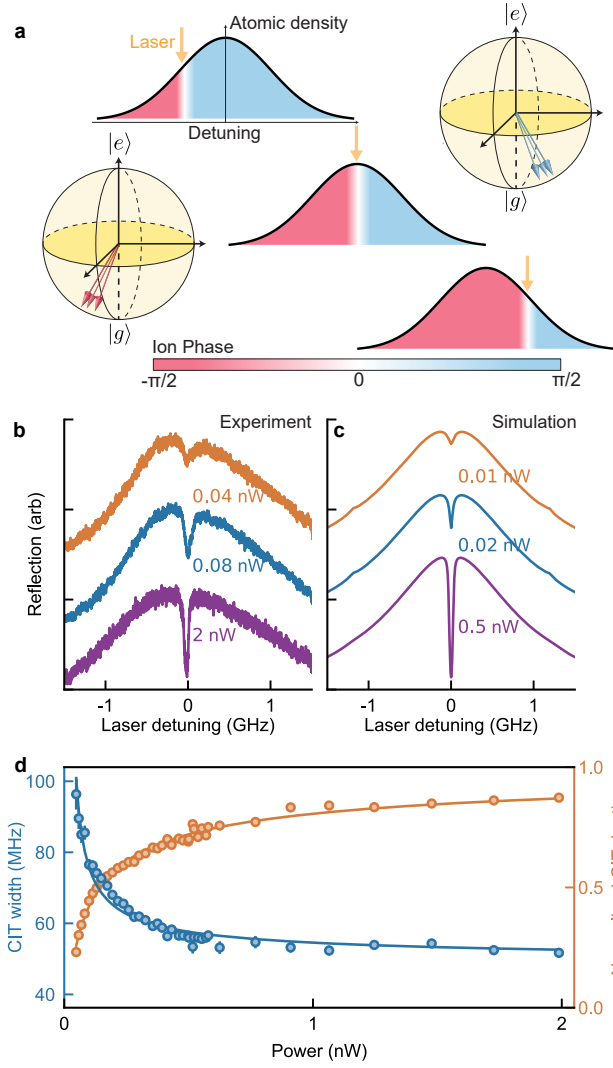 a
Atomic density
Laser
Detuning
|e⟩
|g⟩
|e⟩
|g⟩
Ion Phase
-π/2
0
π/2
b
Experiment
0.04 nW
0.08 nW
2 nW
Reflection (arb)
-1
0
1
Laser detuning (GHz)
c
Simulation
0.01 nW
0.02 nW
0.5 nW
-1
0
1
Laser detuning (GHz)
d
CIT width (MHz)
100
80
60
40
1.0
0.5
0.0
0
1
2
Power (nW)